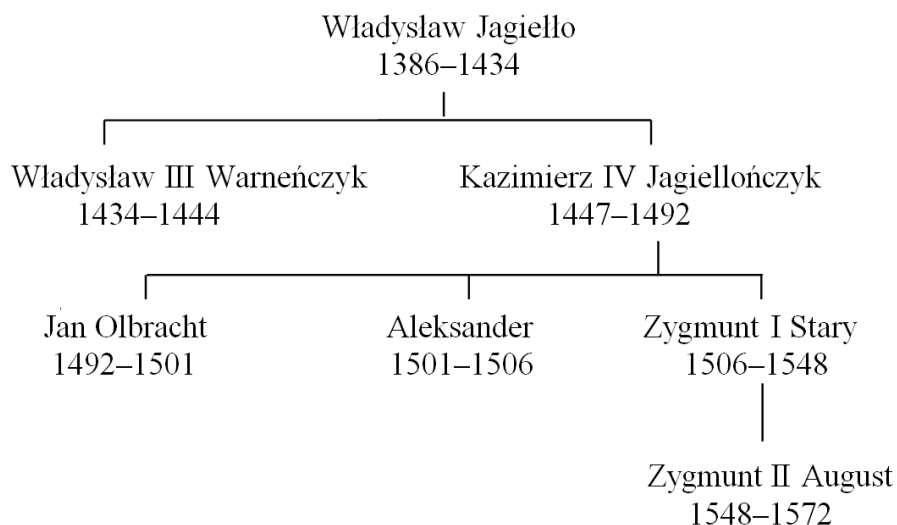 Władysław Jagiełło
1386–1434
Władysław III Warneńczyk
1434–1444
Kazimierz IV Jagiellończyk
1447–1492
Jan Olbracht
1492–1501
Aleksander
1501–1506
Zygmunt I Stary
1506–1548
Zygmunt II August
1548–1572